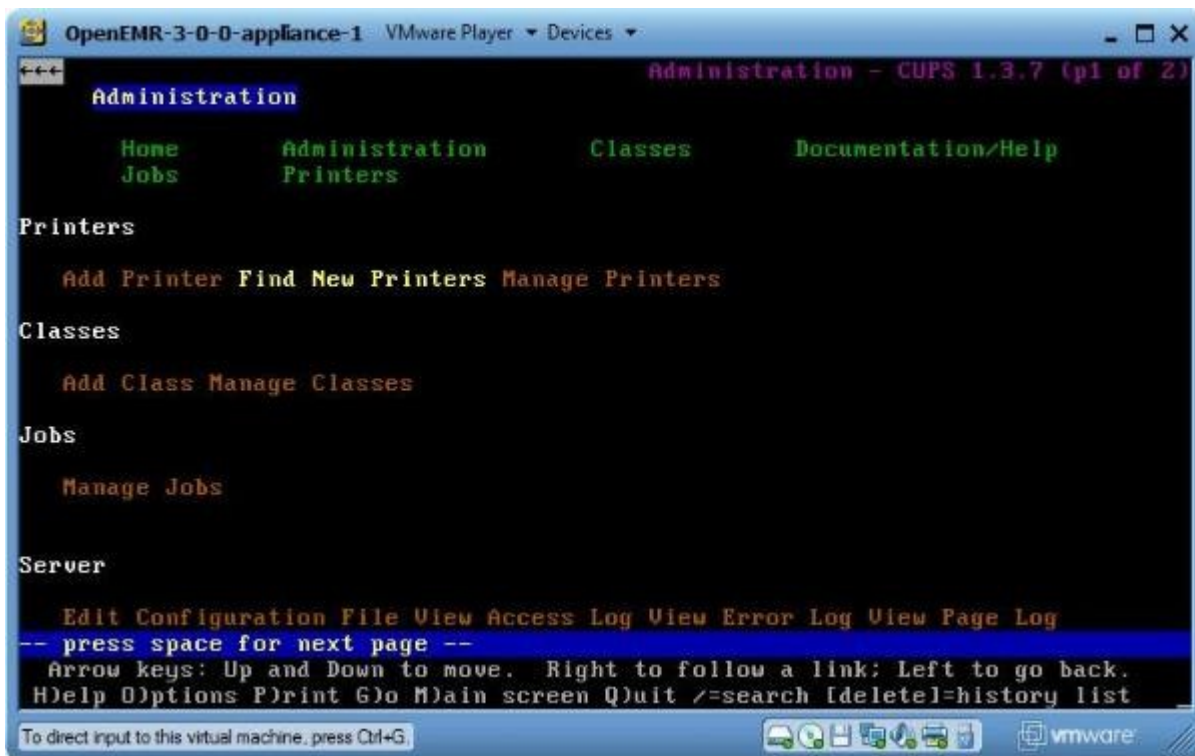 OpenEMR-3-0-0-appliance-1 VMware Player Devices
←←← Administration - CUPS 1.3.7 (p1 of 2)
Administration
Home Administration Classes Documentation/Help
Jobs Printers
Printers
Add Printer Find New Printers Manage Printers
Classes
Add Class Manage Classes
Jobs
Manage Jobs
Server
Edit Configuration File View Access Log View Error Log View Page Log
-- press space for next page --
Arrow keys: Up and Down to move. Right to follow a link; Left to go back.
H)elp O)ptions P)rint G)o M)ain screen Q)uit /=search [delete]=history list
To direct input to this virtual machine, press Ctrl+G. vmware